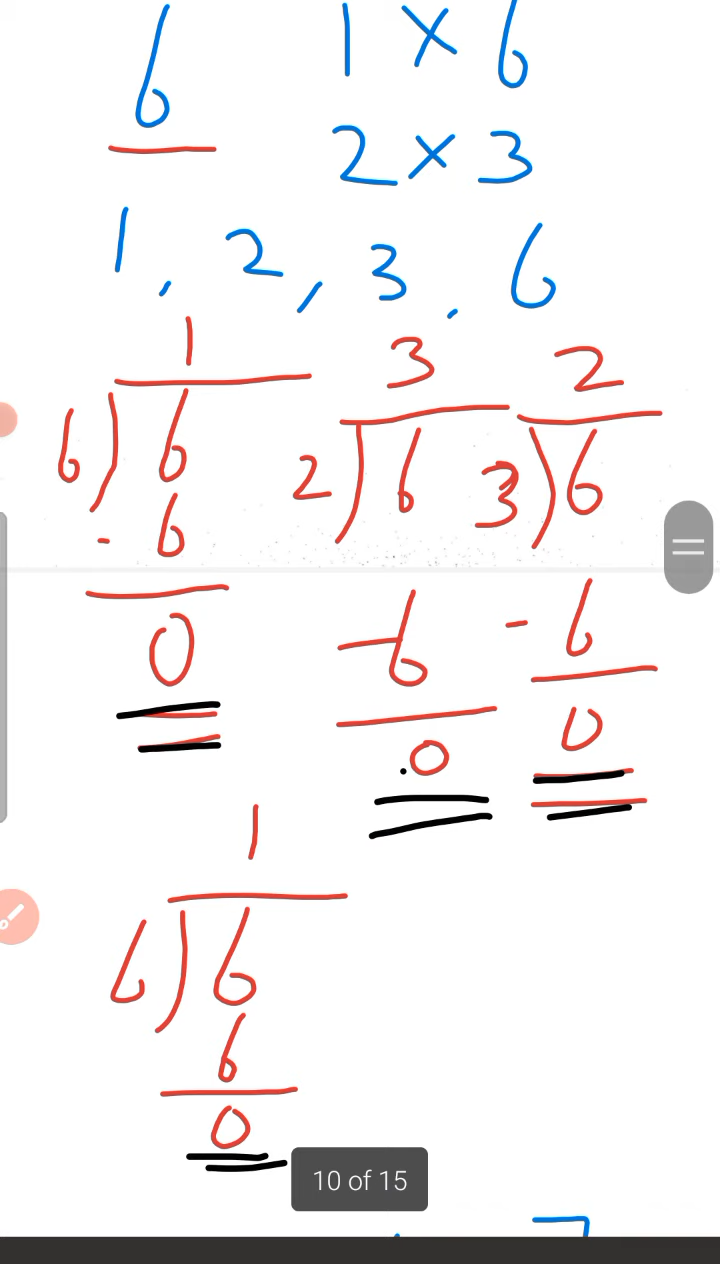 6 1 × 6
2 × 3
1, 2, 3, 6
1 3 2
6) 6 2) 6 3) 6
- 6
0
- 6 - 6
0 0
1
6) 6
6
0
10 of 15
7